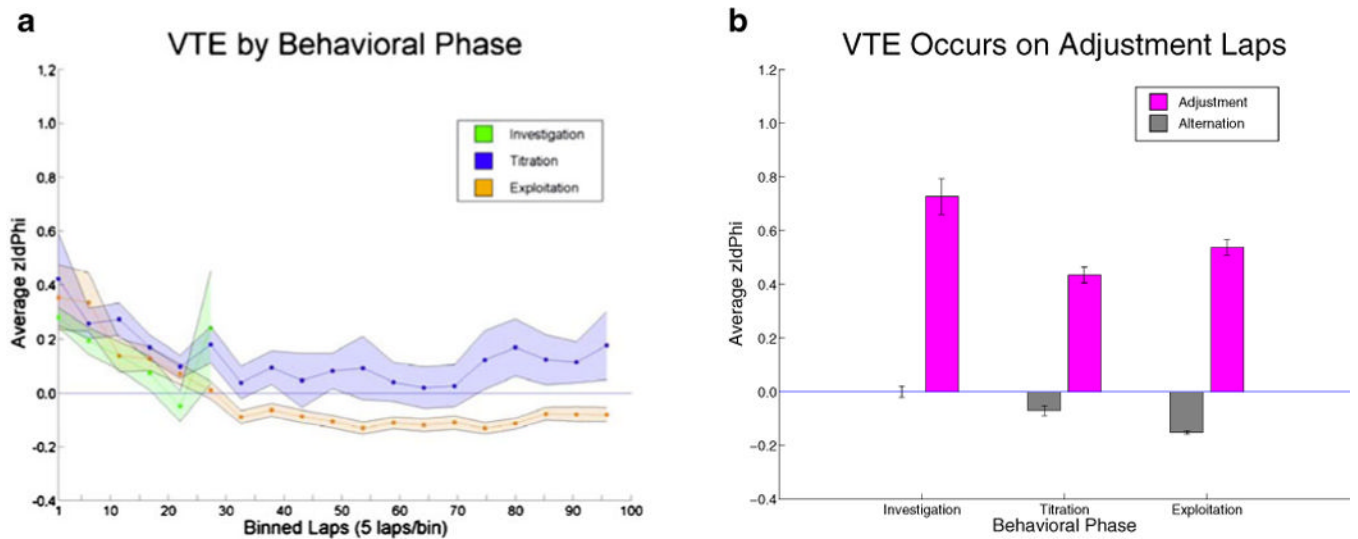 a
VTE by Behavioral Phase
1.2
1.0
0.8
0.6
0.4
0.2
0.0
-0.2
-0.4
Average zIdPhi
Investigation
Titration
Exploitation
1 10 20 30 40 50 60 70 80 90 100
Binned Laps (5 laps/bin)
b
VTE Occurs on Adjustment Laps
1.2
1.0
0.8
0.6
0.4
0.2
0.0
−0.2
−0.4
Average zIdPhi
Adjustment
Alternation
Investigation Titration Exploitation
Behavioral Phase